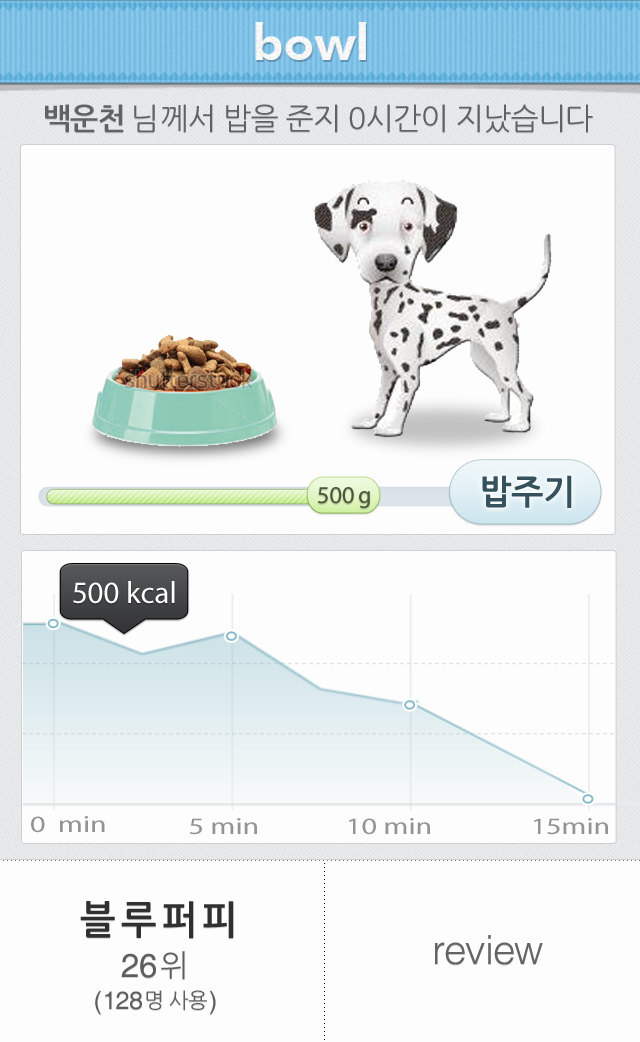 bowl
백운천 님께서 밥을 준지 0시간이 지났습니다
shutterstock
500 g
밥주기
500 kcal
0 min 5 min 10 min 15min
블루퍼피
26위
(128명 사용)
review